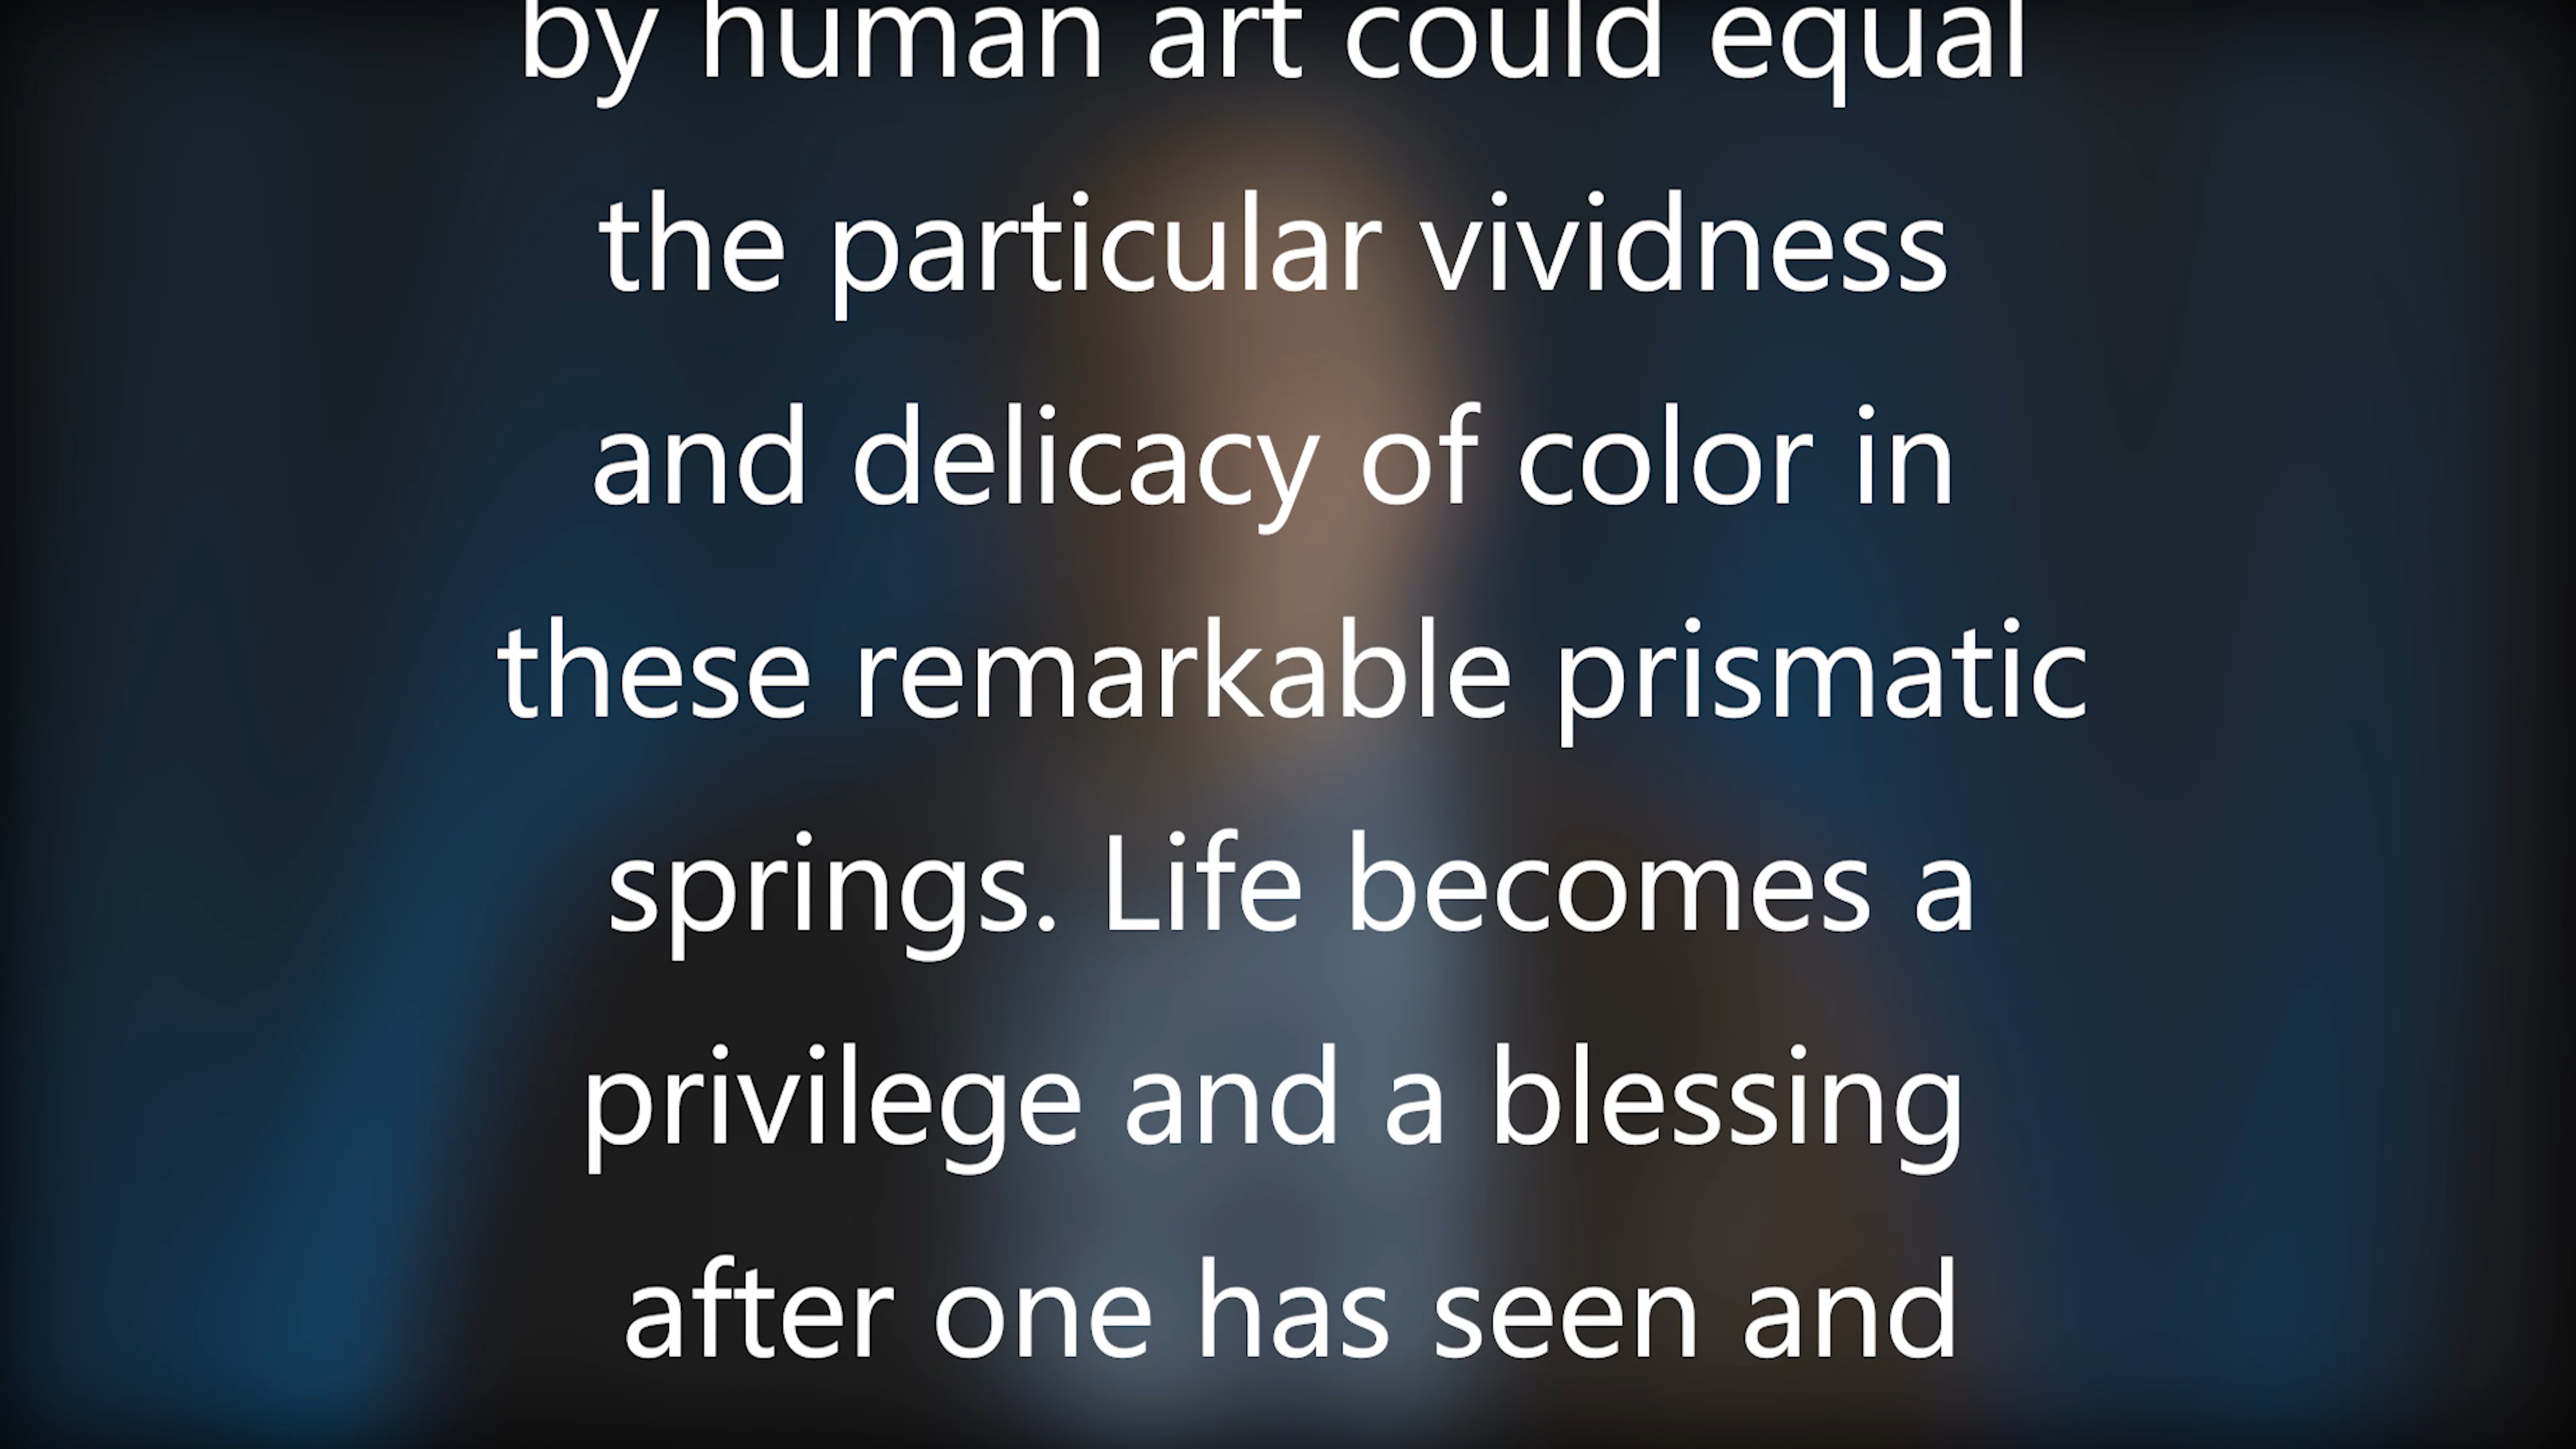 by human art could equal
the particular vividness
and delicacy of color in
these remarkable prismatic
springs. Life becomes a
privilege and a blessing
after one has seen and